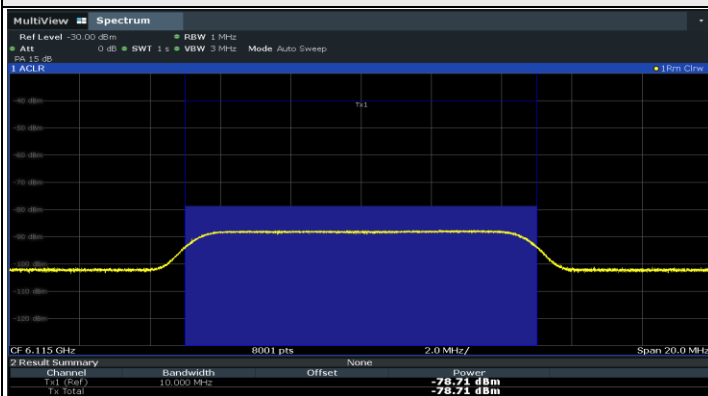 MultiView Spectrum
Ref Level -30.00 dBm RBW 1 MHz
Att 0 dB SWT 1 s VBW 3 MHz Mode Auto Sweep
PA 15 dB
1 ACLR 1Rm Clrw
Tx1
-40 dBm
-50 dBm
-60 dBm
-70 dBm
-80 dBm
-90 dBm
-100 dBm
-110 dBm
-120 dBm
CF 6.115 GHz 8001 pts 2.0 MHz/ Span 20.0 MHz
2 Result Summary None
Channel Bandwidth Offset Power
Tx1 (Ref) 10.000 MHz -78.71 dBm
Tx Total -78.71 dBm